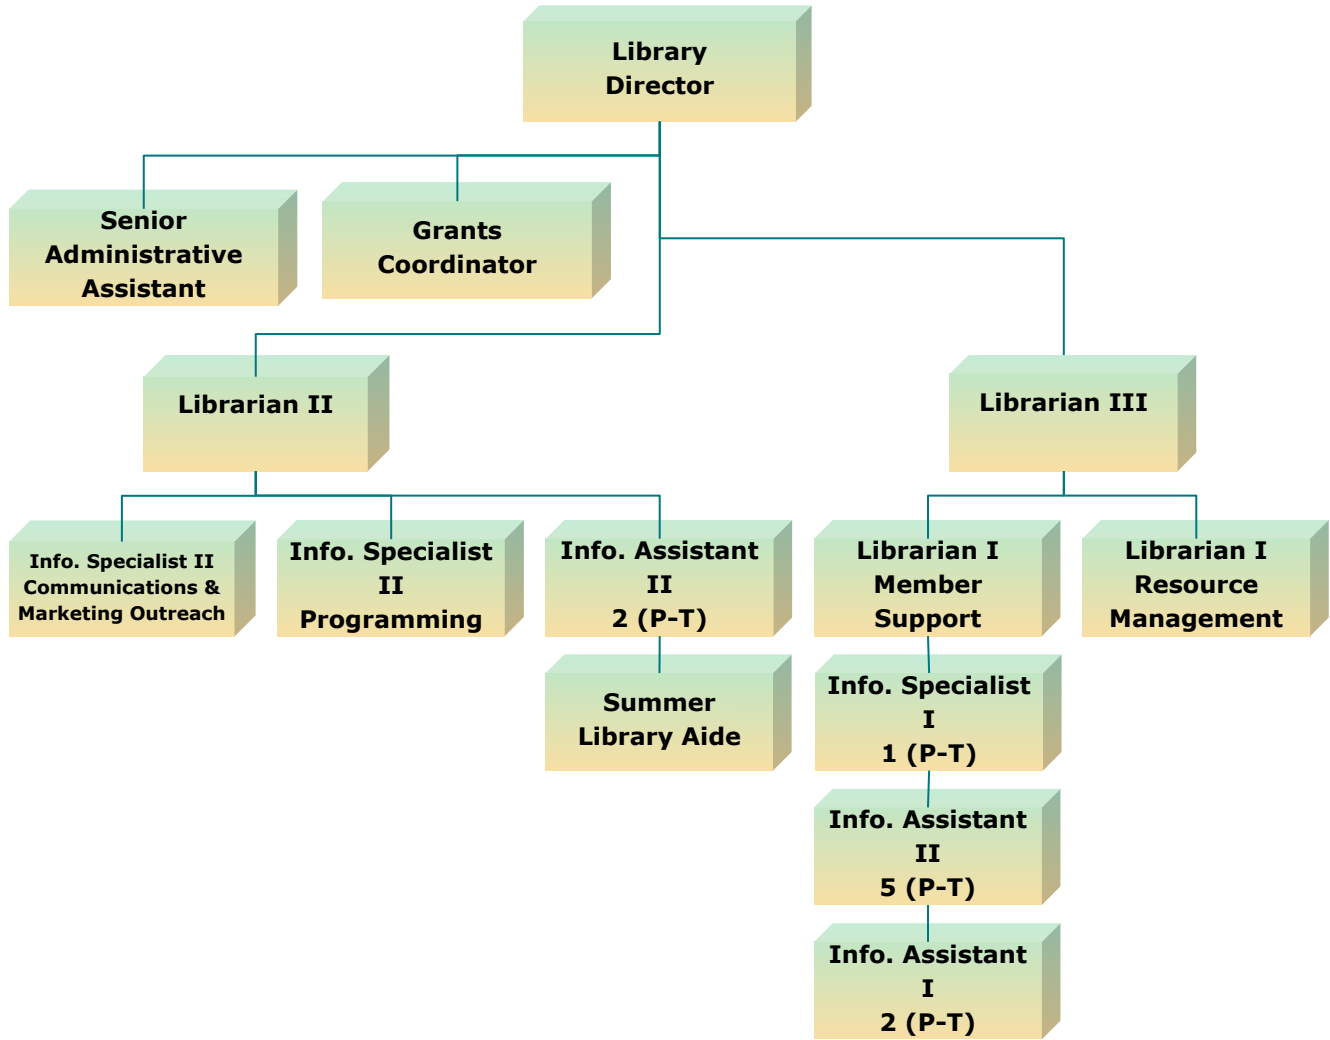 Library
Director
Senior
Administrative
Assistant
Grants
Coordinator
Librarian II
Librarian III
Info. Specialist II
Communications &
Marketing Outreach
Info. Specialist
II
Programming
Info. Assistant
II
2 (P-T)
Librarian I
Member
Support
Librarian I
Resource
Management
Summer
Library Aide
Info. Specialist
I
1 (P-T)
Info. Assistant
II
5 (P-T)
Info. Assistant
I
2 (P-T)